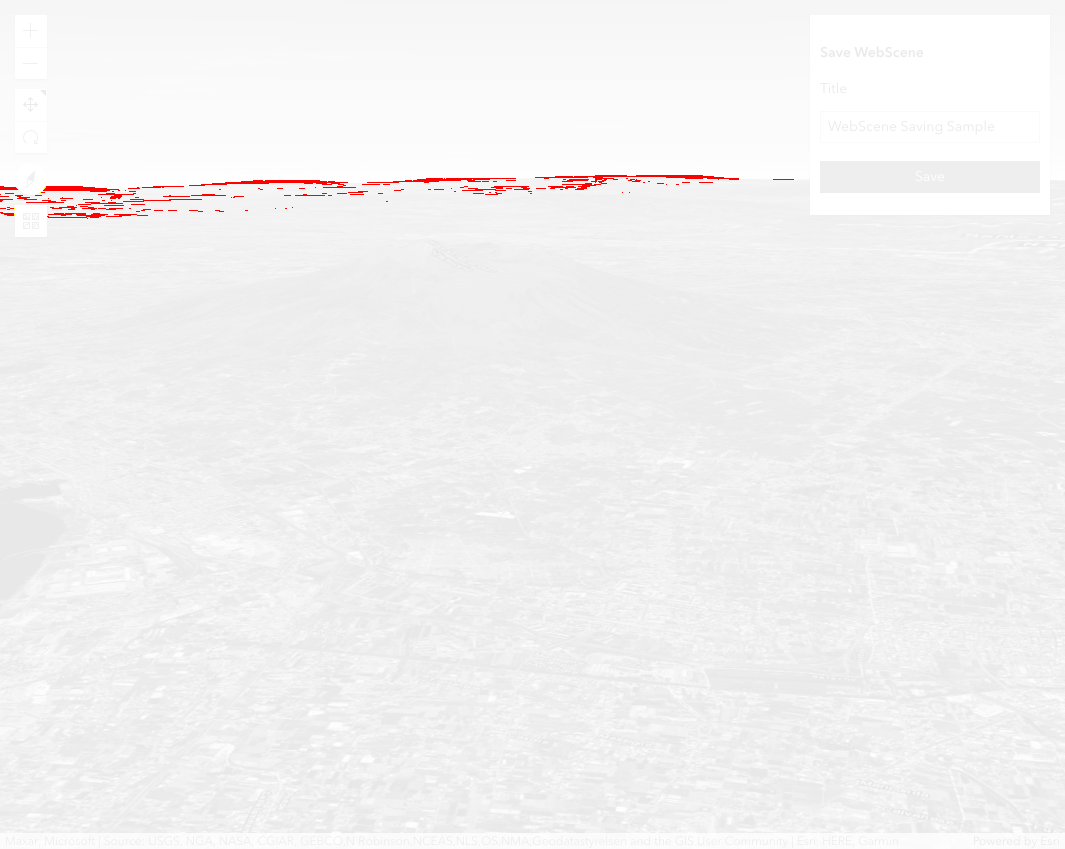 Save WebScene
Title
WebScene Saving Sample
Save
Maxar, Microsoft | Source: USGS, NGA, NASA, CGIAR, GEBCO,N Robinson,NCEAS,NLS,OS,NMA,Geodatastyrelsen and the GIS User Community | Esri, HERE, Garmin
Powered by Esri